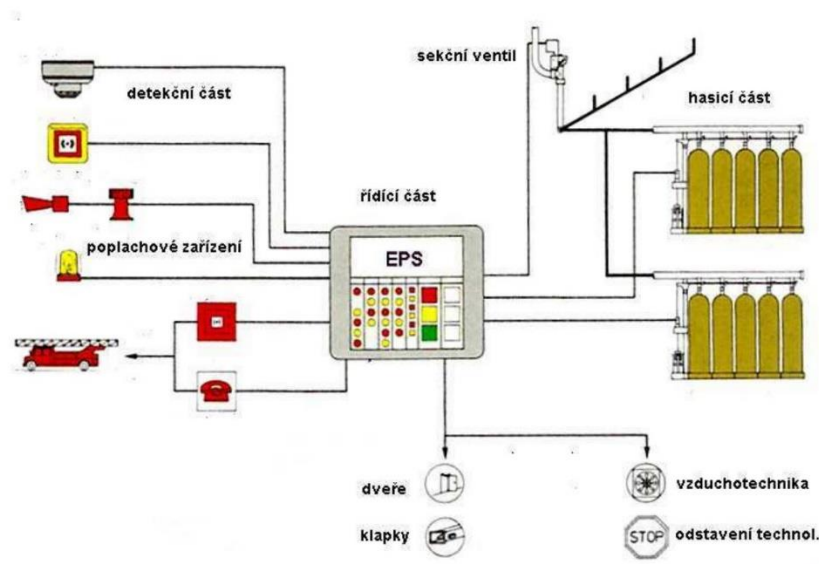 sekční ventil
detekční část
hasicí část
řídící část
poplachové zařízení
EPS
dveře
vzduchotechnika
klapky
STOP
odstavení technol.